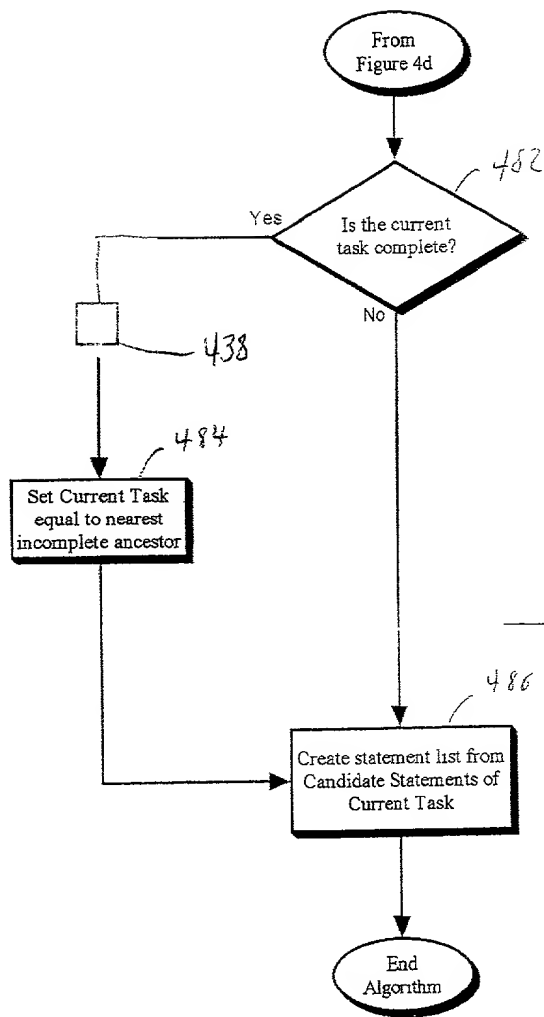 From
Figure 4d
482
Is the current
task complete?
Yes
No
438
484
Set Current Task
equal to nearest
incomplete ancestor
486
Create statement list from
Candidate Statements of
Current Task
End
Algorithm